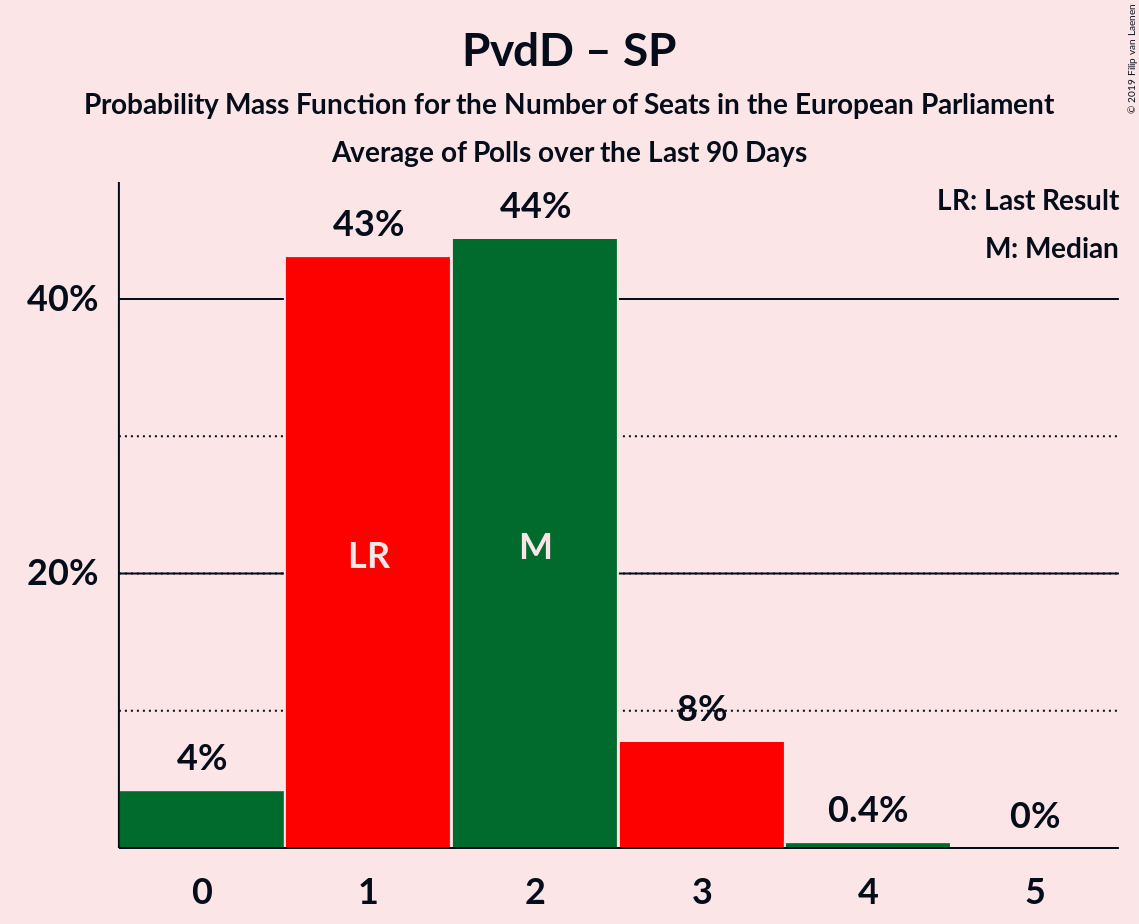 PvdD – SP
Probability Mass Function for the Number of Seats in the European Parliament
Average of Polls over the Last 90 Days
© 2019 Filip van Laenen
LR: Last Result
M: Median
40%
20%
4%
43%
44%
8%
0.4%
0%
LR
M
0 1 2 3 4 5